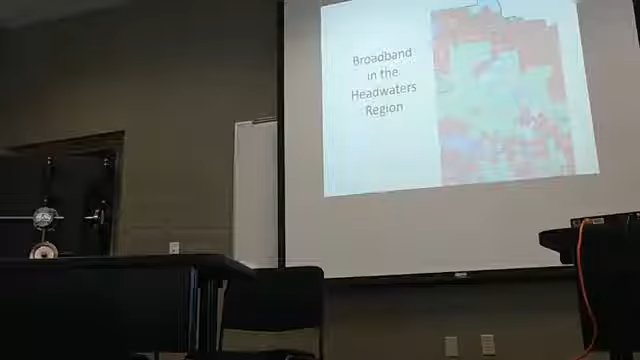 Broadband
in the
Headwaters
Region